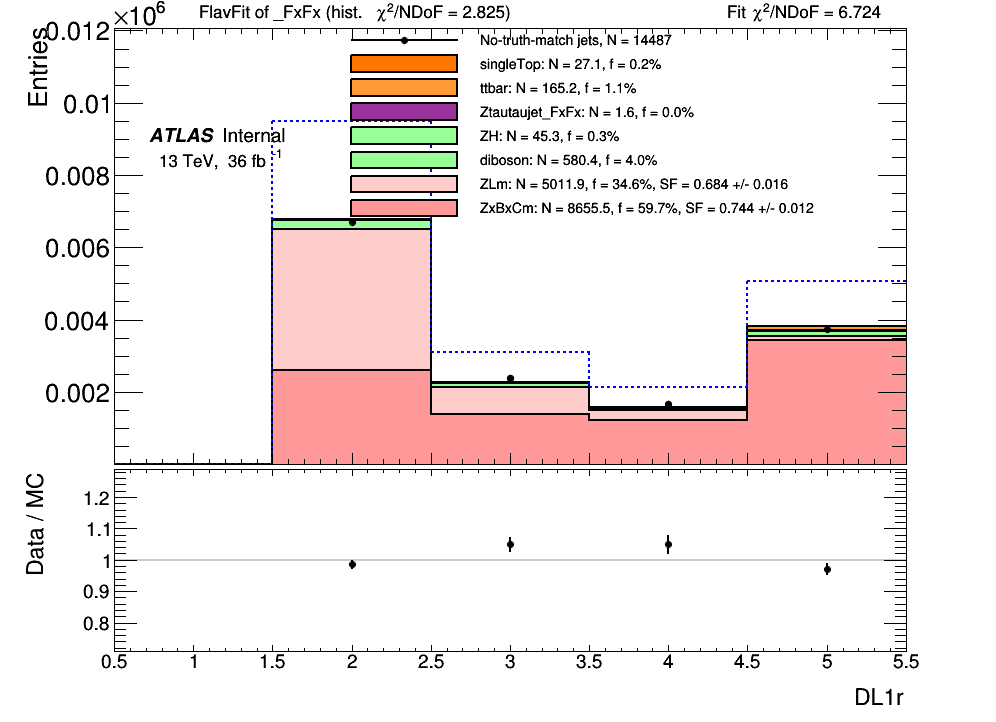 ×10⁶ FlavFit of _FxFx (hist. χ²/NDoF = 2.825) Fit χ²/NDoF = 6.724
Entries
0.012
0.01
0.008
0.006
0.004
0.002
ATLAS Internal
13 TeV, 36 fb⁻¹
No-truth-match jets, N = 14487
singleTop: N = 27.1, f = 0.2%
ttbar: N = 165.2, f = 1.1%
Ztautaujet_FxFx: N = 1.6, f = 0.0%
ZH: N = 45.3, f = 0.3%
diboson: N = 580.4, f = 4.0%
ZLm: N = 5011.9, f = 34.6%, SF = 0.684 +/- 0.016
ZxBxCm: N = 8655.5, f = 59.7%, SF = 0.744 +/- 0.012
Data / MC
1.2
1.1
1
0.9
0.8
0.5 1 1.5 2 2.5 3 3.5 4 4.5 5 5.5
DL1r